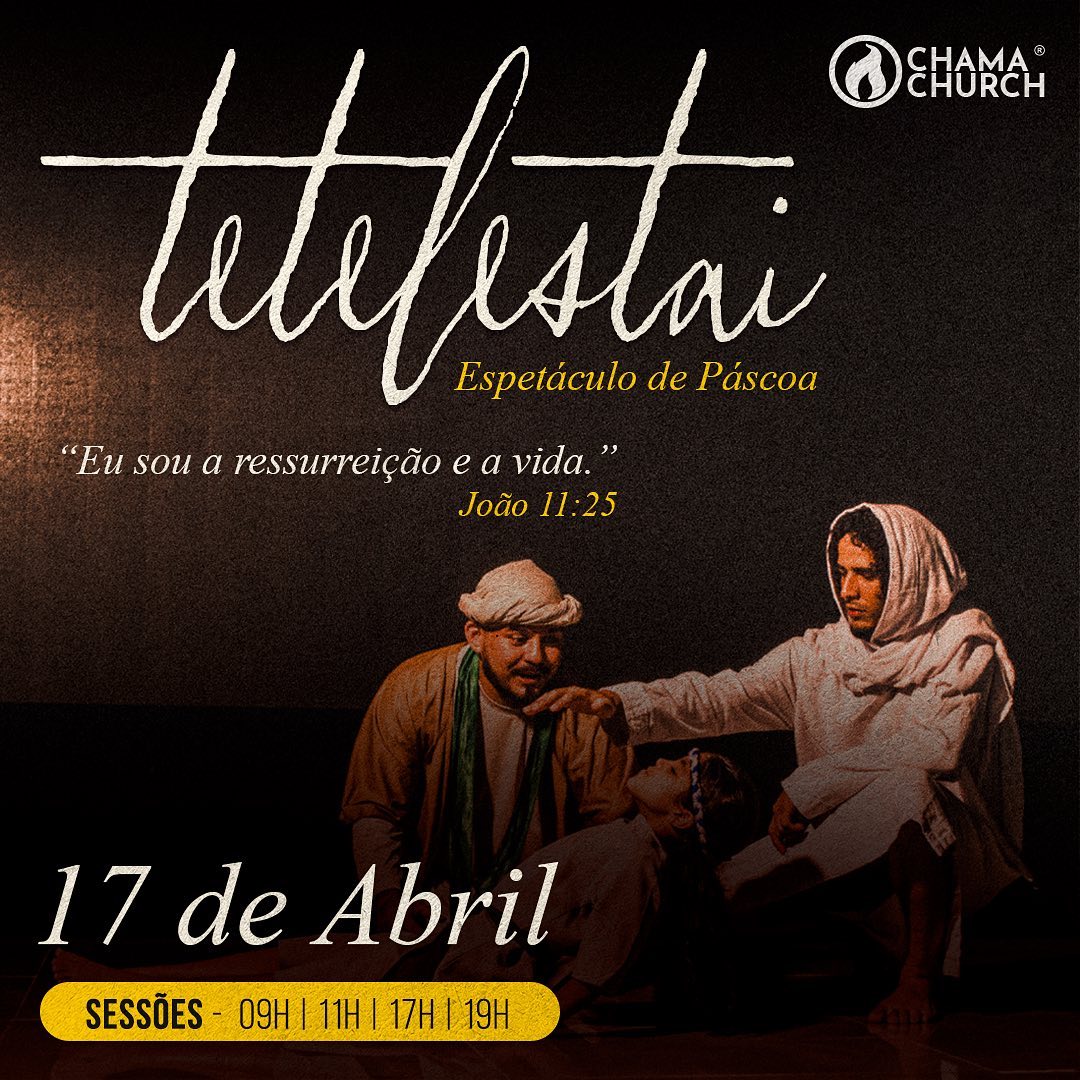 CHAMA ®
CHURCH
tetelestai
Espetáculo de Páscoa
“Eu sou a ressurreição e a vida.”
João 11:25
17 de Abril
SESSÕES - 09H | 11H | 17H | 19H